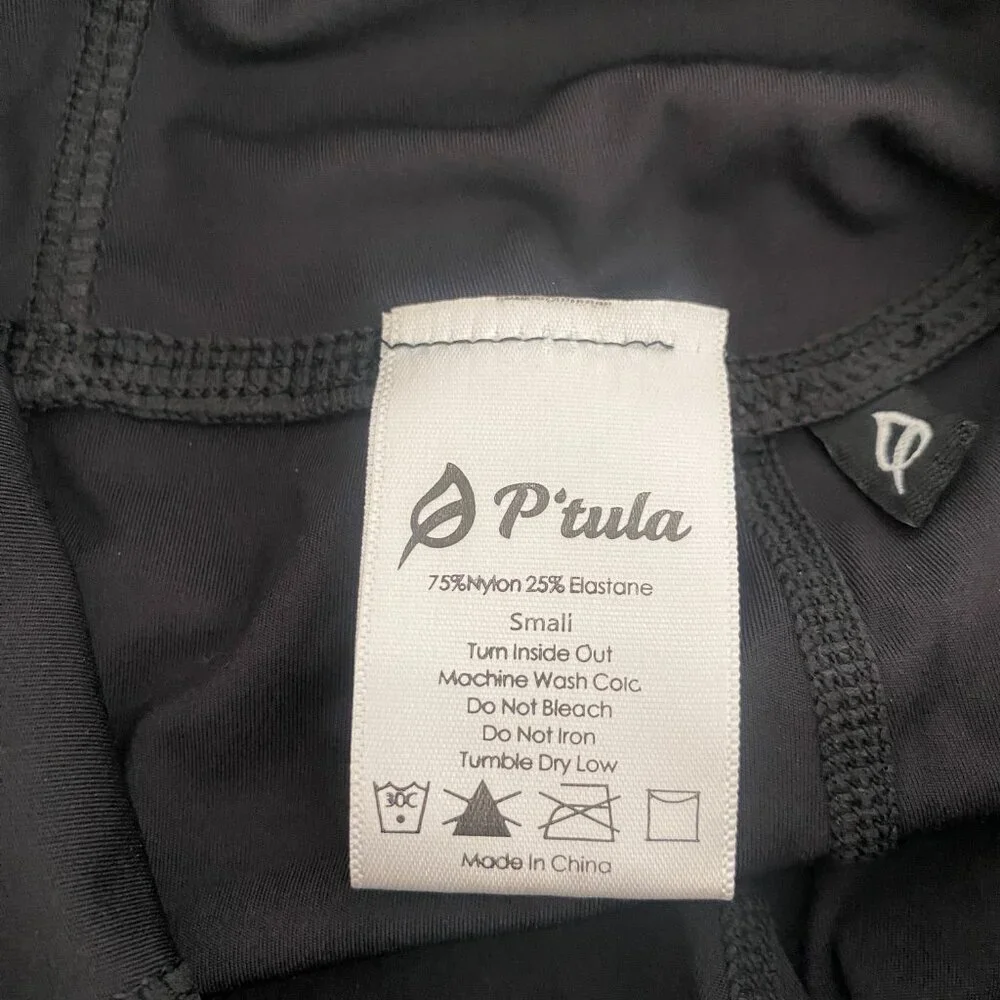 P'tula
75%Nylon 25% Elastane
Small
Turn Inside Out
Machine Wash Cold
Do Not Bleach
Do Not Iron
Tumble Dry Low
30C
Made In China